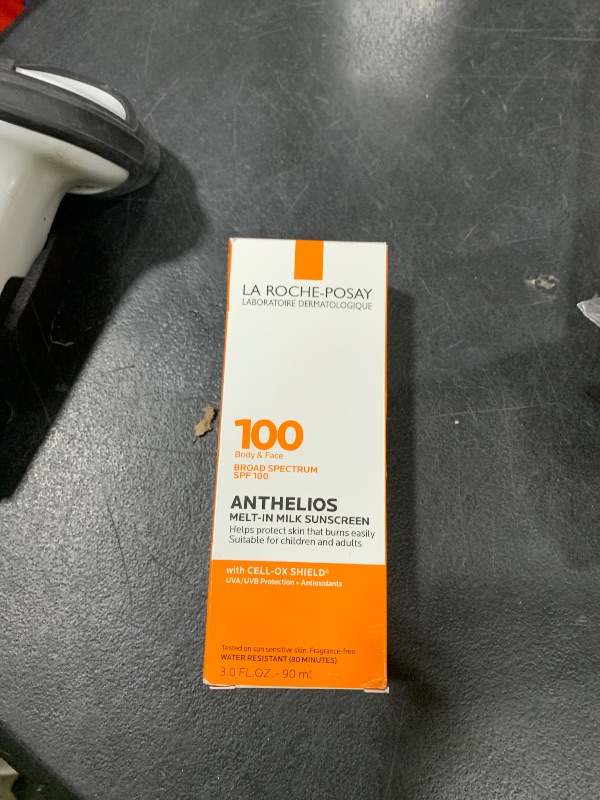 LA ROCHE-POSAY
LABORATOIRE DERMATOLOGIQUE
100
Body & Face
BROAD SPECTRUM
SPF 100
ANTHELIOS
MELT-IN MILK SUNSCREEN
Helps protect skin that burns easily
Suitable for children and adults
with CELL-OX SHIELD®
UVA/UVB Protection + Antioxidants
Tested on sun sensitive skin. Fragrance-free
WATER RESISTANT (80 MINUTES)
3.0 FL.OZ. - 90 ml